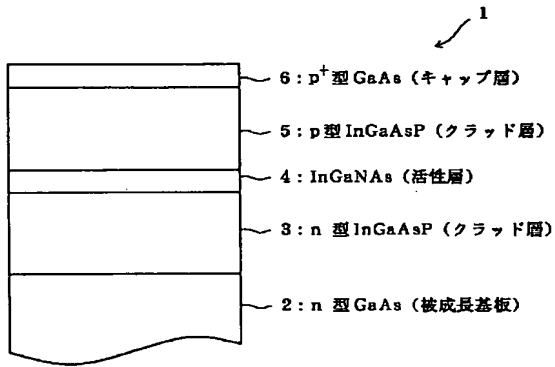 1
6：p⁺型GaAs（キャップ層）
5：p型InGaAsP（クラッド層）
4：InGaNAs（活性層）
3：n 型InGaAsP（クラッド層）
2：n 型GaAs（被成長基板）